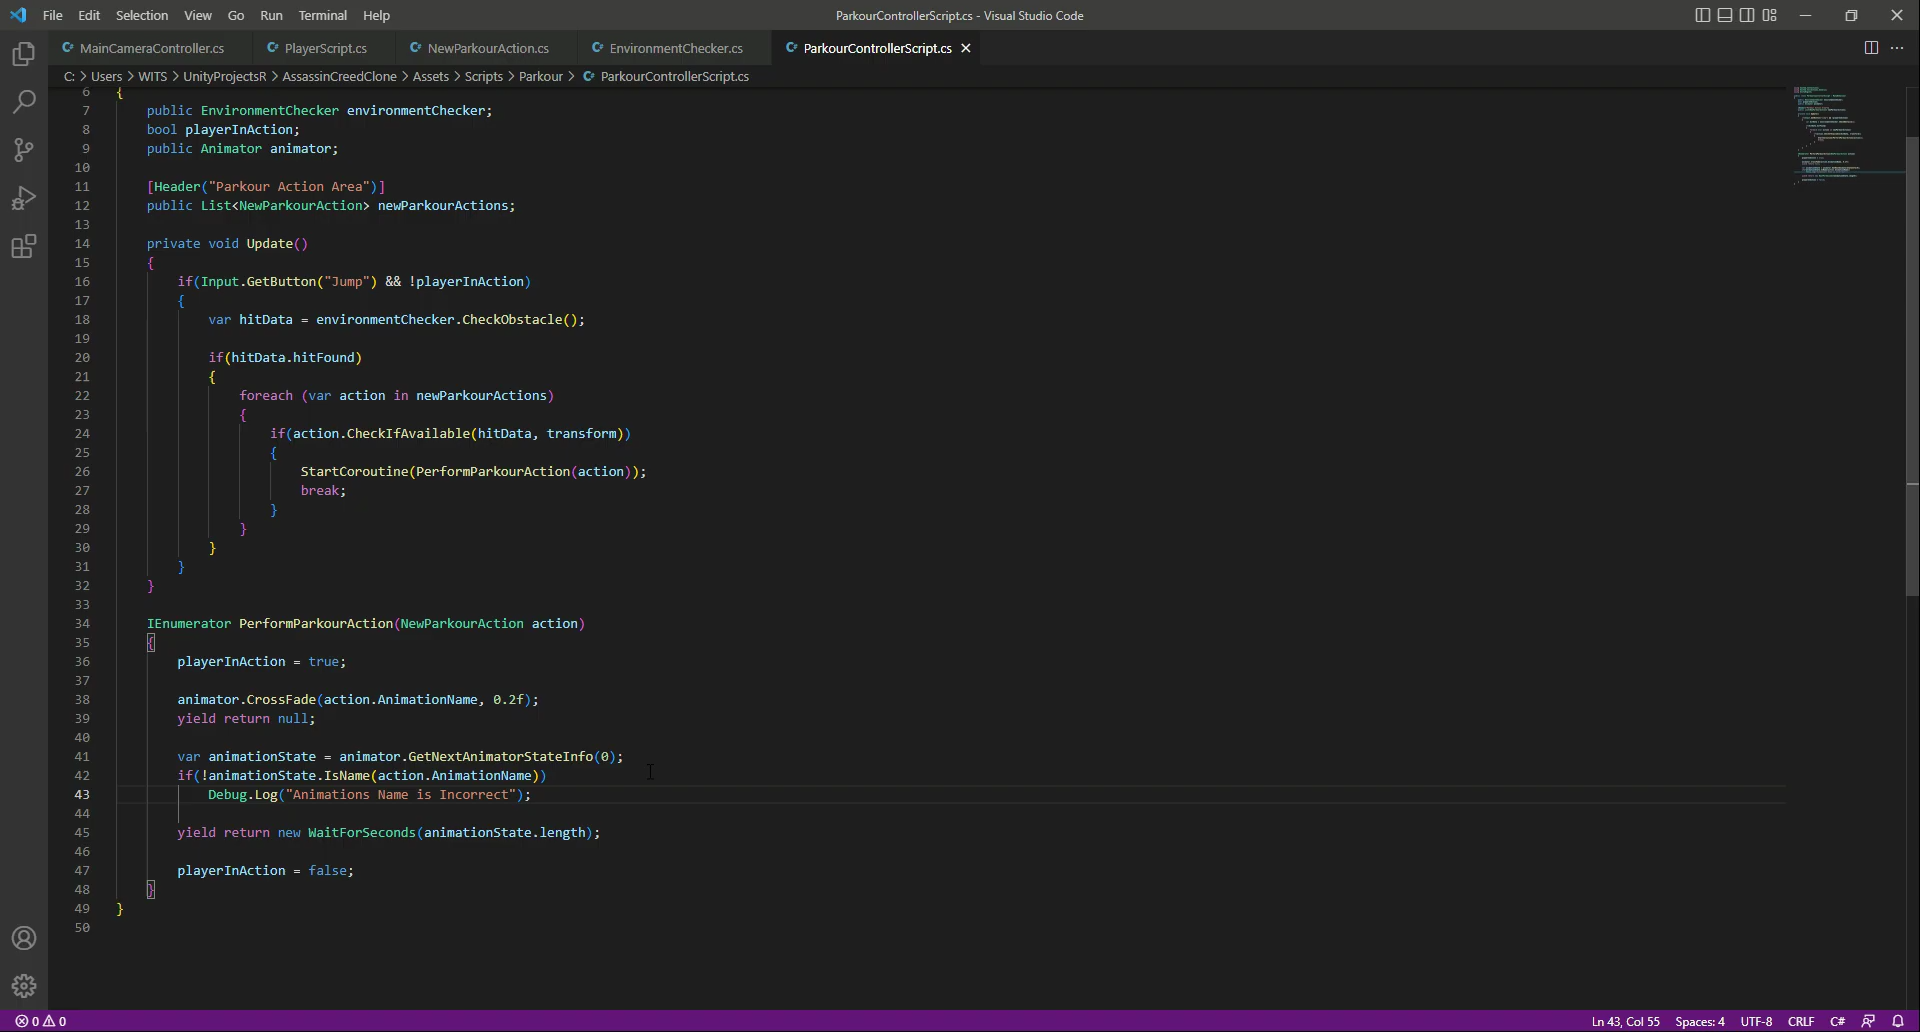 File Edit Selection View Go Run Terminal Help
ParkourControllerScript.cs - Visual Studio Code
MainCameraController.cs PlayerScript.cs NewParkourAction.cs EnvironmentChecker.cs ParkourControllerScript.cs
C: > Users > WITS > UnityProjectsR > AssassinCreedClone > Assets > Scripts > Parkour > ParkourControllerScript.cs
6 {
7 public EnvironmentChecker environmentChecker;
8 bool playerInAction;
9 public Animator animator;
10
11 [Header("Parkour Action Area")]
12 public List<NewParkourAction> newParkourActions;
13
14 private void Update()
15 {
16 if(Input.GetButton("Jump") && !playerInAction)
17 {
18 var hitData = environmentChecker.CheckObstacle();
19
20 if(hitData.hitFound)
21 {
22 foreach (var action in newParkourActions)
23 {
24 if(action.CheckIfAvailable(hitData, transform))
25 {
26 StartCoroutine(PerformParkourAction(action));
27 break;
28 }
29 }
30 }
31 }
32 }
33
34 IEnumerator PerformParkourAction(NewParkourAction action)
35 {
36 playerInAction = true;
37
38 animator.CrossFade(action.AnimationName, 0.2f);
39 yield return null;
40
41 var animationState = animator.GetNextAnimatorStateInfo(0);
42 if(!animationState.IsName(action.AnimationName))
43 Debug.Log("Animations Name is Incorrect");
44
45 yield return new WaitForSeconds(animationState.length);
46
47 playerInAction = false;
48 }
49 }
50
0 0 Ln 43, Col 55 Spaces: 4 UTF-8 CRLF C#